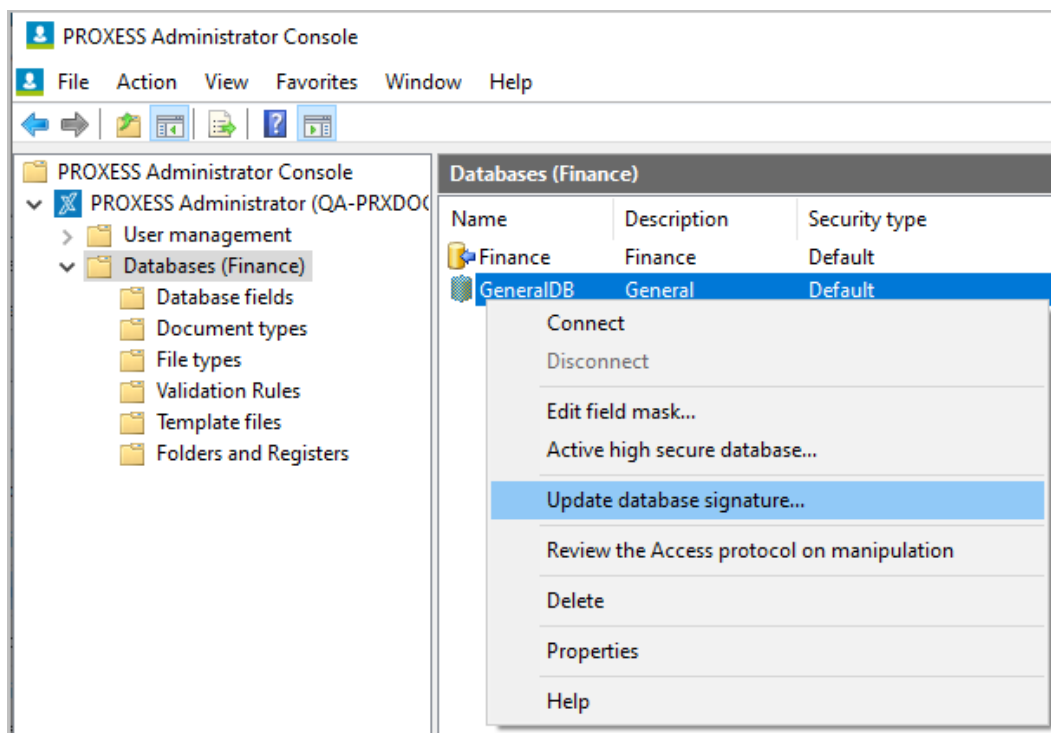 PROXESS Administrator Console
File Action View Favorites Window Help
PROXESS Administrator Console
PROXESS Administrator (QA-PRXDO
User management
Databases (Finance)
Database fields
Document types
File types
Validation Rules
Template files
Folders and Registers
Databases (Finance)
Name Description Security type
Finance Finance Default
GeneralDB General Default
Connect
Disconnect
Edit field mask...
Active high secure database...
Update database signature...
Review the Access protocol on manipulation
Delete
Properties
Help